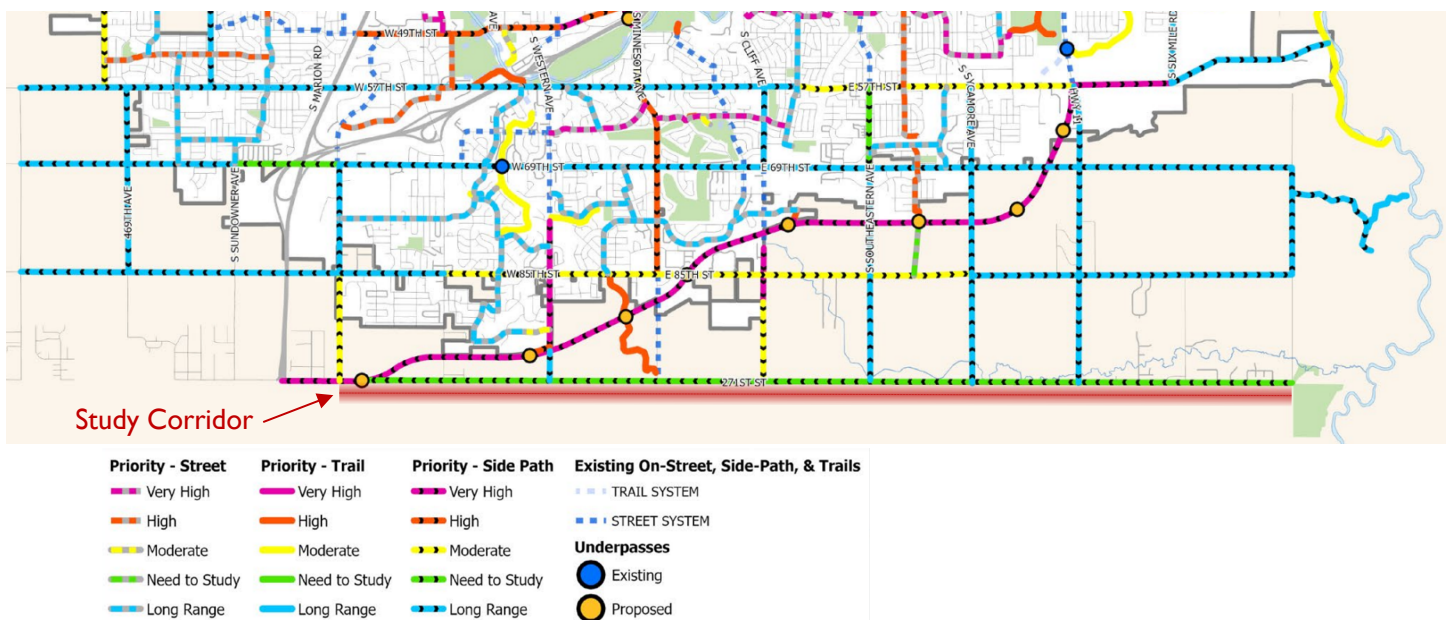 W 49TH ST
AVE
S MINNESOTA AVE
S SIX MILE RD
S MARION RD
S WESTERN AVE
S CLIFF AVE
S SYCAMORE AVE
W 57TH ST
E 57TH ST
HWY 11
469TH AVE
S SUNDOWNER AVE
W 69TH ST
E 69TH ST
S SOUTHEASTERN AVE
W 85TH ST
E 85TH ST
271ST ST
Study Corridor
Priority - Street
Very High
High
Moderate
Need to Study
Long Range
Priority - Trail
Very High
High
Moderate
Need to Study
Long Range
Priority - Side Path
Very High
High
Moderate
Need to Study
Long Range
Existing On-Street, Side-Path, & Trails
TRAIL SYSTEM
STREET SYSTEM
Underpasses
Existing
Proposed